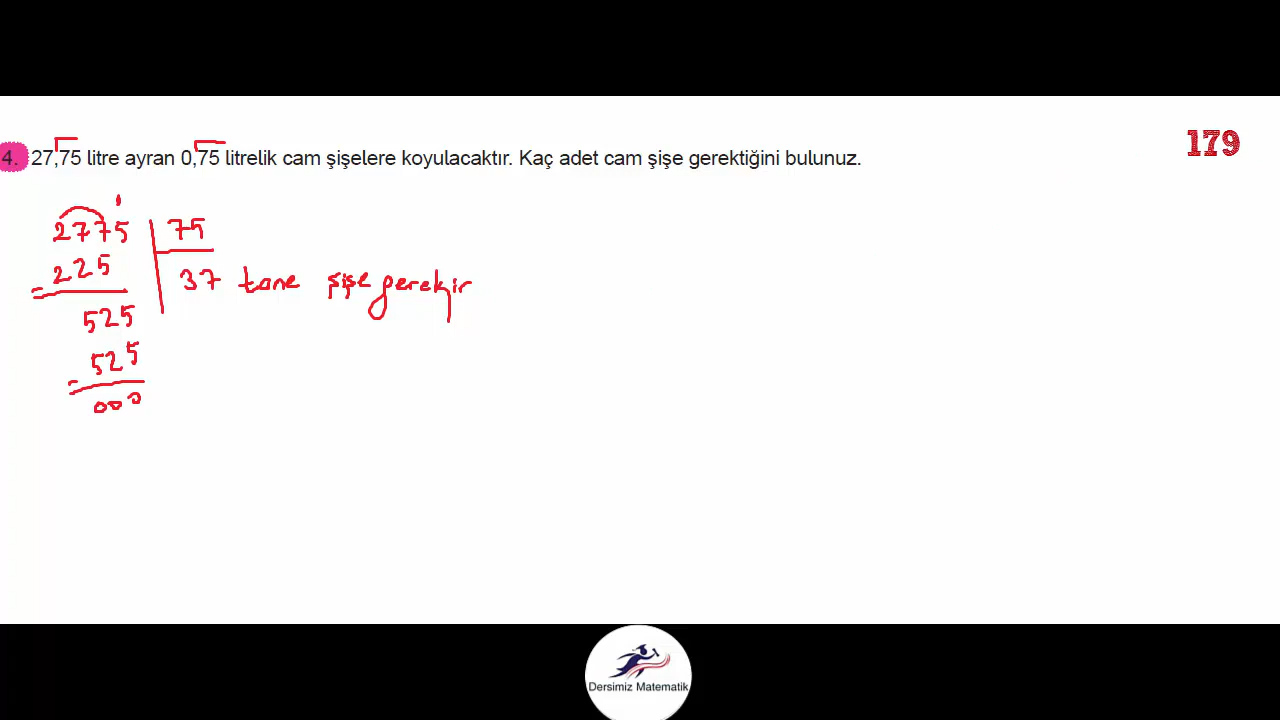 179
4. 27,75 litre ayran 0,75 litrelik cam şişelere koyulacaktır. Kaç adet cam şişe gerektiğini bulunuz.
2775 75
225 37 tane şişe gerekir
525
525
000
Dersimiz Matematik